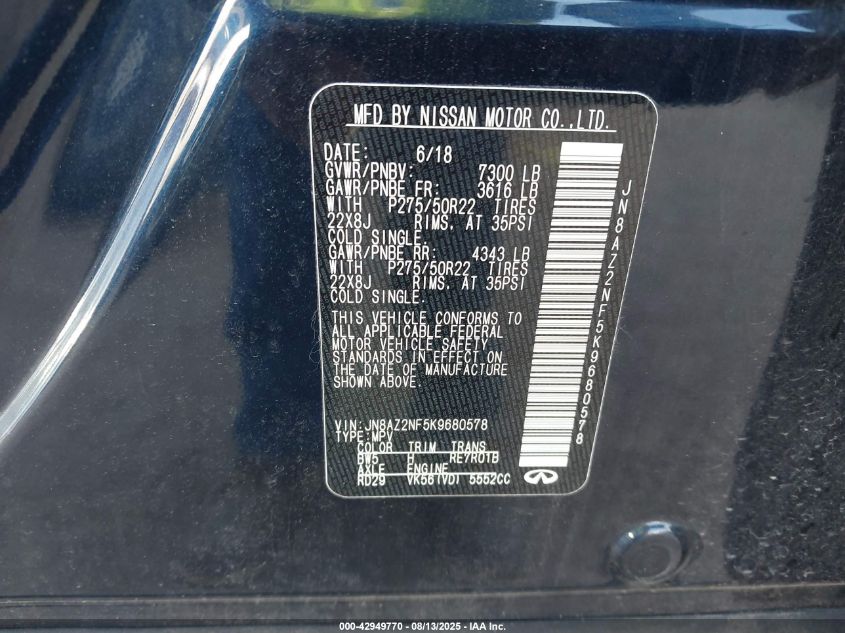 MFD BY NISSAN MOTOR CO.,LTD.
DATE: 6/18
GVWR/PNBV: 7300 LB
GAWR/PNBE FR: 3616 LB
WITH P275/50R22 TIRES
22X8J RIMS, AT 35PSI
COLD SINGLE.
GAWR/PNBE RR: 4343 LB
WITH P275/50R22 TIRES
22X8J RIMS, AT 35PSI
COLD SINGLE.
THIS VEHICLE CONFORMS TO
ALL APPLICABLE FEDERAL
MOTOR VEHICLE SAFETY
STANDARDS IN EFFECT ON
THE DATE OF MANUFACTURE
SHOWN ABOVE.
VIN:JN8AZ2NF5K9680578
TYPE:MPV
COLOR TRIM TRANS
BW5 H RE7R01B
AXLE ENGINE
RD29 VK56(VD) 5552CC
JN8AZ2NF5K9680578
000-42949770 - 08/13/2025 - IAA Inc.